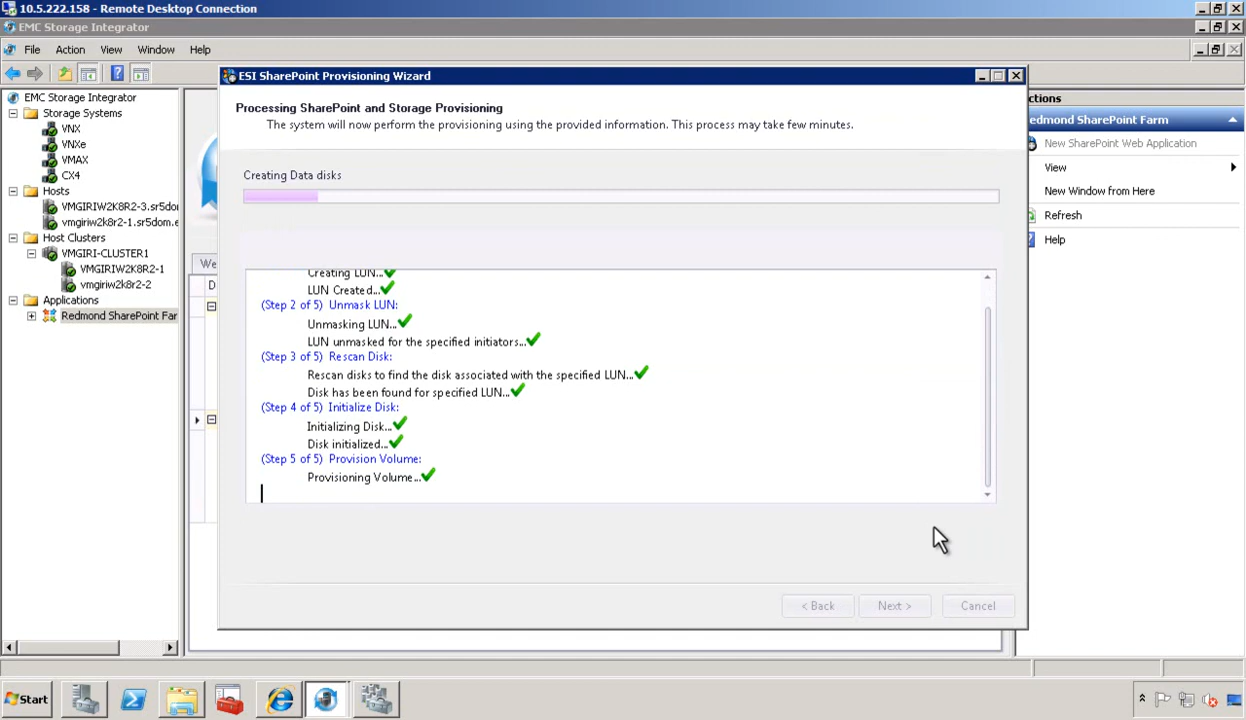 10.5.222.158 - Remote Desktop Connection
EMC Storage Integrator
File Action View Window Help
EMC Storage Integrator
Storage Systems
VNX
VNXe
VMAX
CX4
Hosts
VMGIRIW2K8R2-3.sr5dom
vmgiriw2k8r2-1.sr5dom.e
Host Clusters
VMGIRI-CLUSTER1
VMGIRIW2K8R2-1
vmgiriw2k8r2-2
Applications
Redmond SharePoint Far
We
D
ESI SharePoint Provisioning Wizard
Processing SharePoint and Storage Provisioning
The system will now perform the provisioning using the provided information. This process may take few minutes.
Creating Data disks
Creating LUN...
LUN Created...
(Step 2 of 5) Unmask LUN:
Unmasking LUN...
LUN unmasked for the specified initiators...
(Step 3 of 5) Rescan Disk:
Rescan disks to find the disk associated with the specified LUN...
Disk has been found for specified LUN...
(Step 4 of 5) Initialize Disk:
Initializing Disk...
Disk initialized...
(Step 5 of 5) Provision Volume:
Provisioning Volume...
< Back Next > Cancel
ctions
edmond SharePoint Farm
New SharePoint Web Application
View
New Window from Here
Refresh
Help
Start